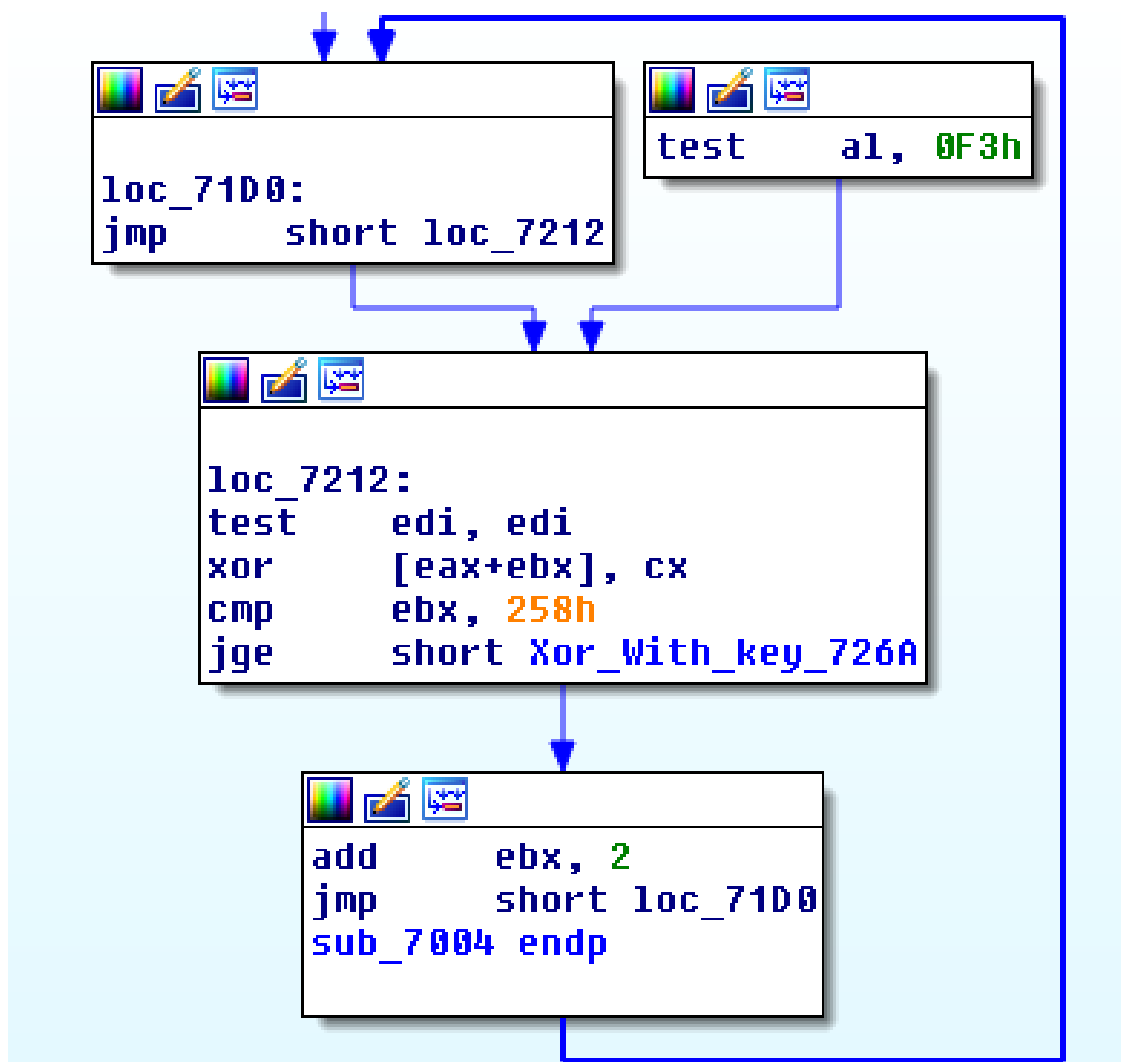 loc_71D0:
jmp short loc_7212
test al, 0F3h
loc_7212:
test edi, edi
xor [eax+ebx], cx
cmp ebx, 258h
jge short Xor_With_key_726A
add ebx, 2
jmp short loc_71D0
sub_7004 endp